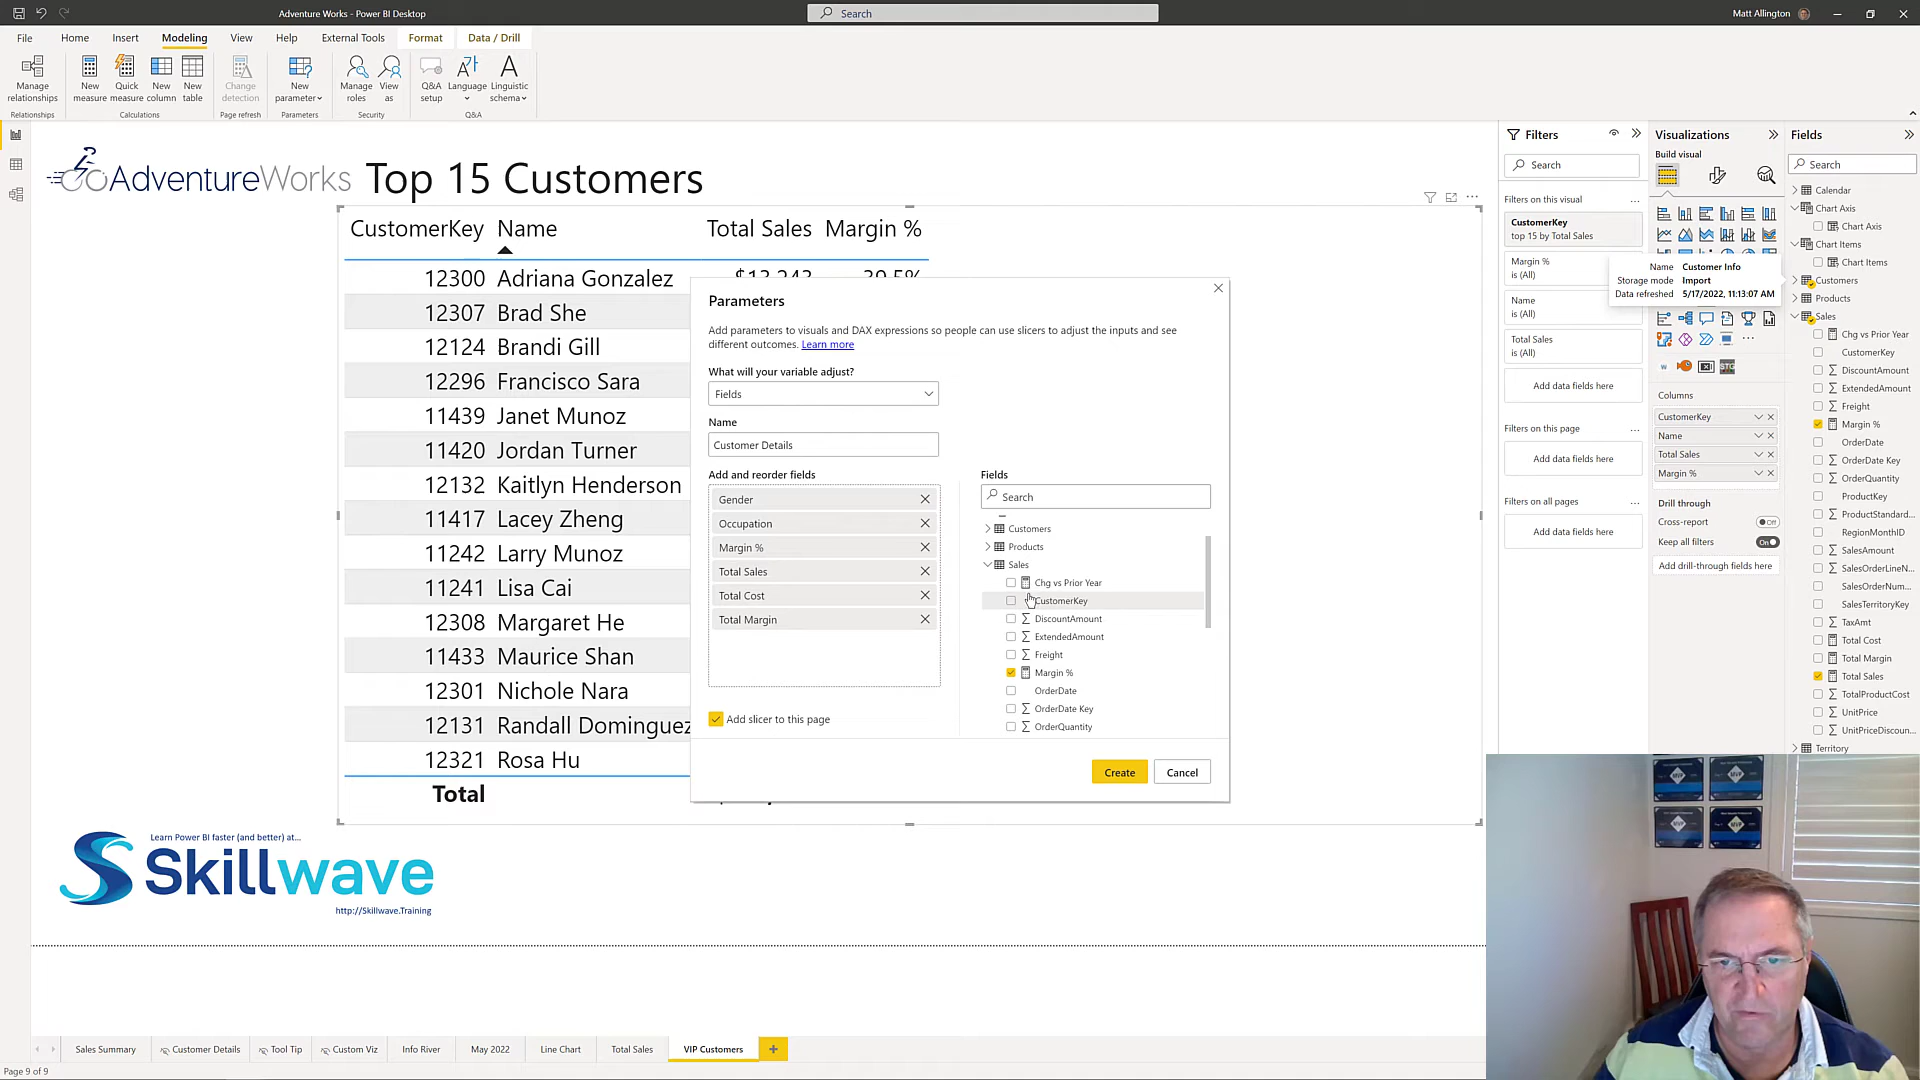 Adventure Works - Power BI Desktop
Search
Matt Allington
File
Home
Insert
Modeling
View
Help
External Tools
Format
Data / Drill
Manage relationships
New measure
Quick measure
New column
New table
Change detection
New parameter
Manage roles
View as
Q&A setup
Language
Linguistic schema
Relationships
Calculations
Page refresh
Parameters
Security
Q&A
AdventureWorks
Top 15 Customers
CustomerKey Name Total Sales Margin %
12300 Adriana Gonzalez $13,243 39.5%
12307 Brad She
12124 Brandi Gill
12296 Francisco Sara
11439 Janet Munoz
11420 Jordan Turner
12132 Kaitlyn Henderson
11417 Lacey Zheng
11242 Larry Munoz
11241 Lisa Cai
12308 Margaret He
11433 Maurice Shan
12301 Nichole Nara
12131 Randall Dominguez
12321 Rosa Hu
Total
Parameters
Add parameters to visuals and DAX expressions so people can use slicers to adjust the inputs and see
different outcomes. Learn more
What will your variable adjust?
Fields
Name
Customer Details
Add and reorder fields
Gender
Occupation
Margin %
Total Sales
Total Cost
Total Margin
Add slicer to this page
Fields
Search
Customers
Products
Sales
Chg vs Prior Year
CustomerKey
DiscountAmount
ExtendedAmount
Freight
Margin %
OrderDate
OrderDate Key
OrderQuantity
Create
Cancel
Filters
Search
Filters on this visual
CustomerKey
top 15 by Total Sales
Margin %
is (All)
Name
is (All)
Total Sales
is (All)
Add data fields here
Filters on this page
Add data fields here
Filters on all pages
Add data fields here
Visualizations
Build visual
Name Customer Info
Storage mode Import
Data refreshed 5/17/2022, 11:13:07 AM
Columns
CustomerKey
Name
Total Sales
Margin %
Drill through
Cross-report
Off
Keep all filters
On
Add drill-through fields here
Fields
Search
Calendar
Chart Axis
Chart Axis
Chart Items
Chart Items
Customers
Products
Sales
Chg vs Prior Year
CustomerKey
DiscountAmount
ExtendedAmount
Freight
Margin %
OrderDate
OrderDate Key
OrderQuantity
ProductKey
ProductStandard...
RegionMonthID
SalesAmount
SalesOrderLineN...
SalesOrderNum...
SalesTerritoryKey
TaxAmt
Total Cost
Total Margin
Total Sales
TotalProductCost
UnitPrice
UnitPriceDiscoun...
Territory
Learn Power BI faster (and better) at...
Skillwave
http://Skillwave.Training
Sales Summary
Customer Details
Tool Tip
Custom Viz
Info River
May 2022
Line Chart
Total Sales
VIP Customers
Page 9 of 9